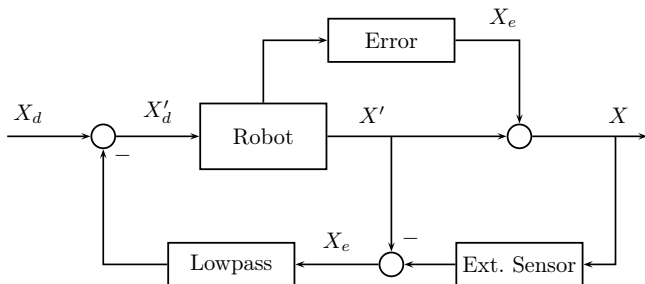 X_e
Error
X_d
X'_d
Robot
X'
X
−
X_e
−
Lowpass
Ext. Sensor